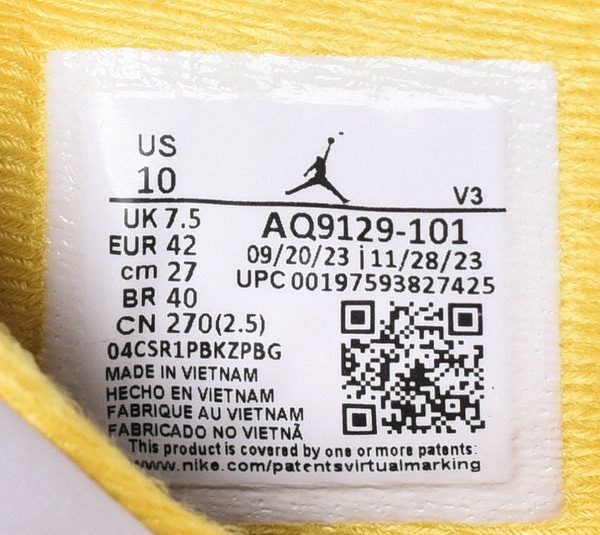 US
10
V3
UK 7.5
EUR 42
cm 27
BR 40
CN 270(2.5)
AQ9129-101
09/20/23 | 11/28/23
UPC 00197593827425
04CSR1PBKZPBG
MADE IN VIETNAM
HECHO EN VIETNAM
FABRIQUE AU VIETNAM
FABRICADO NO VIETNÃ
This product is covered by one or more patents:
www.nike.com/patentsvirtualmarking